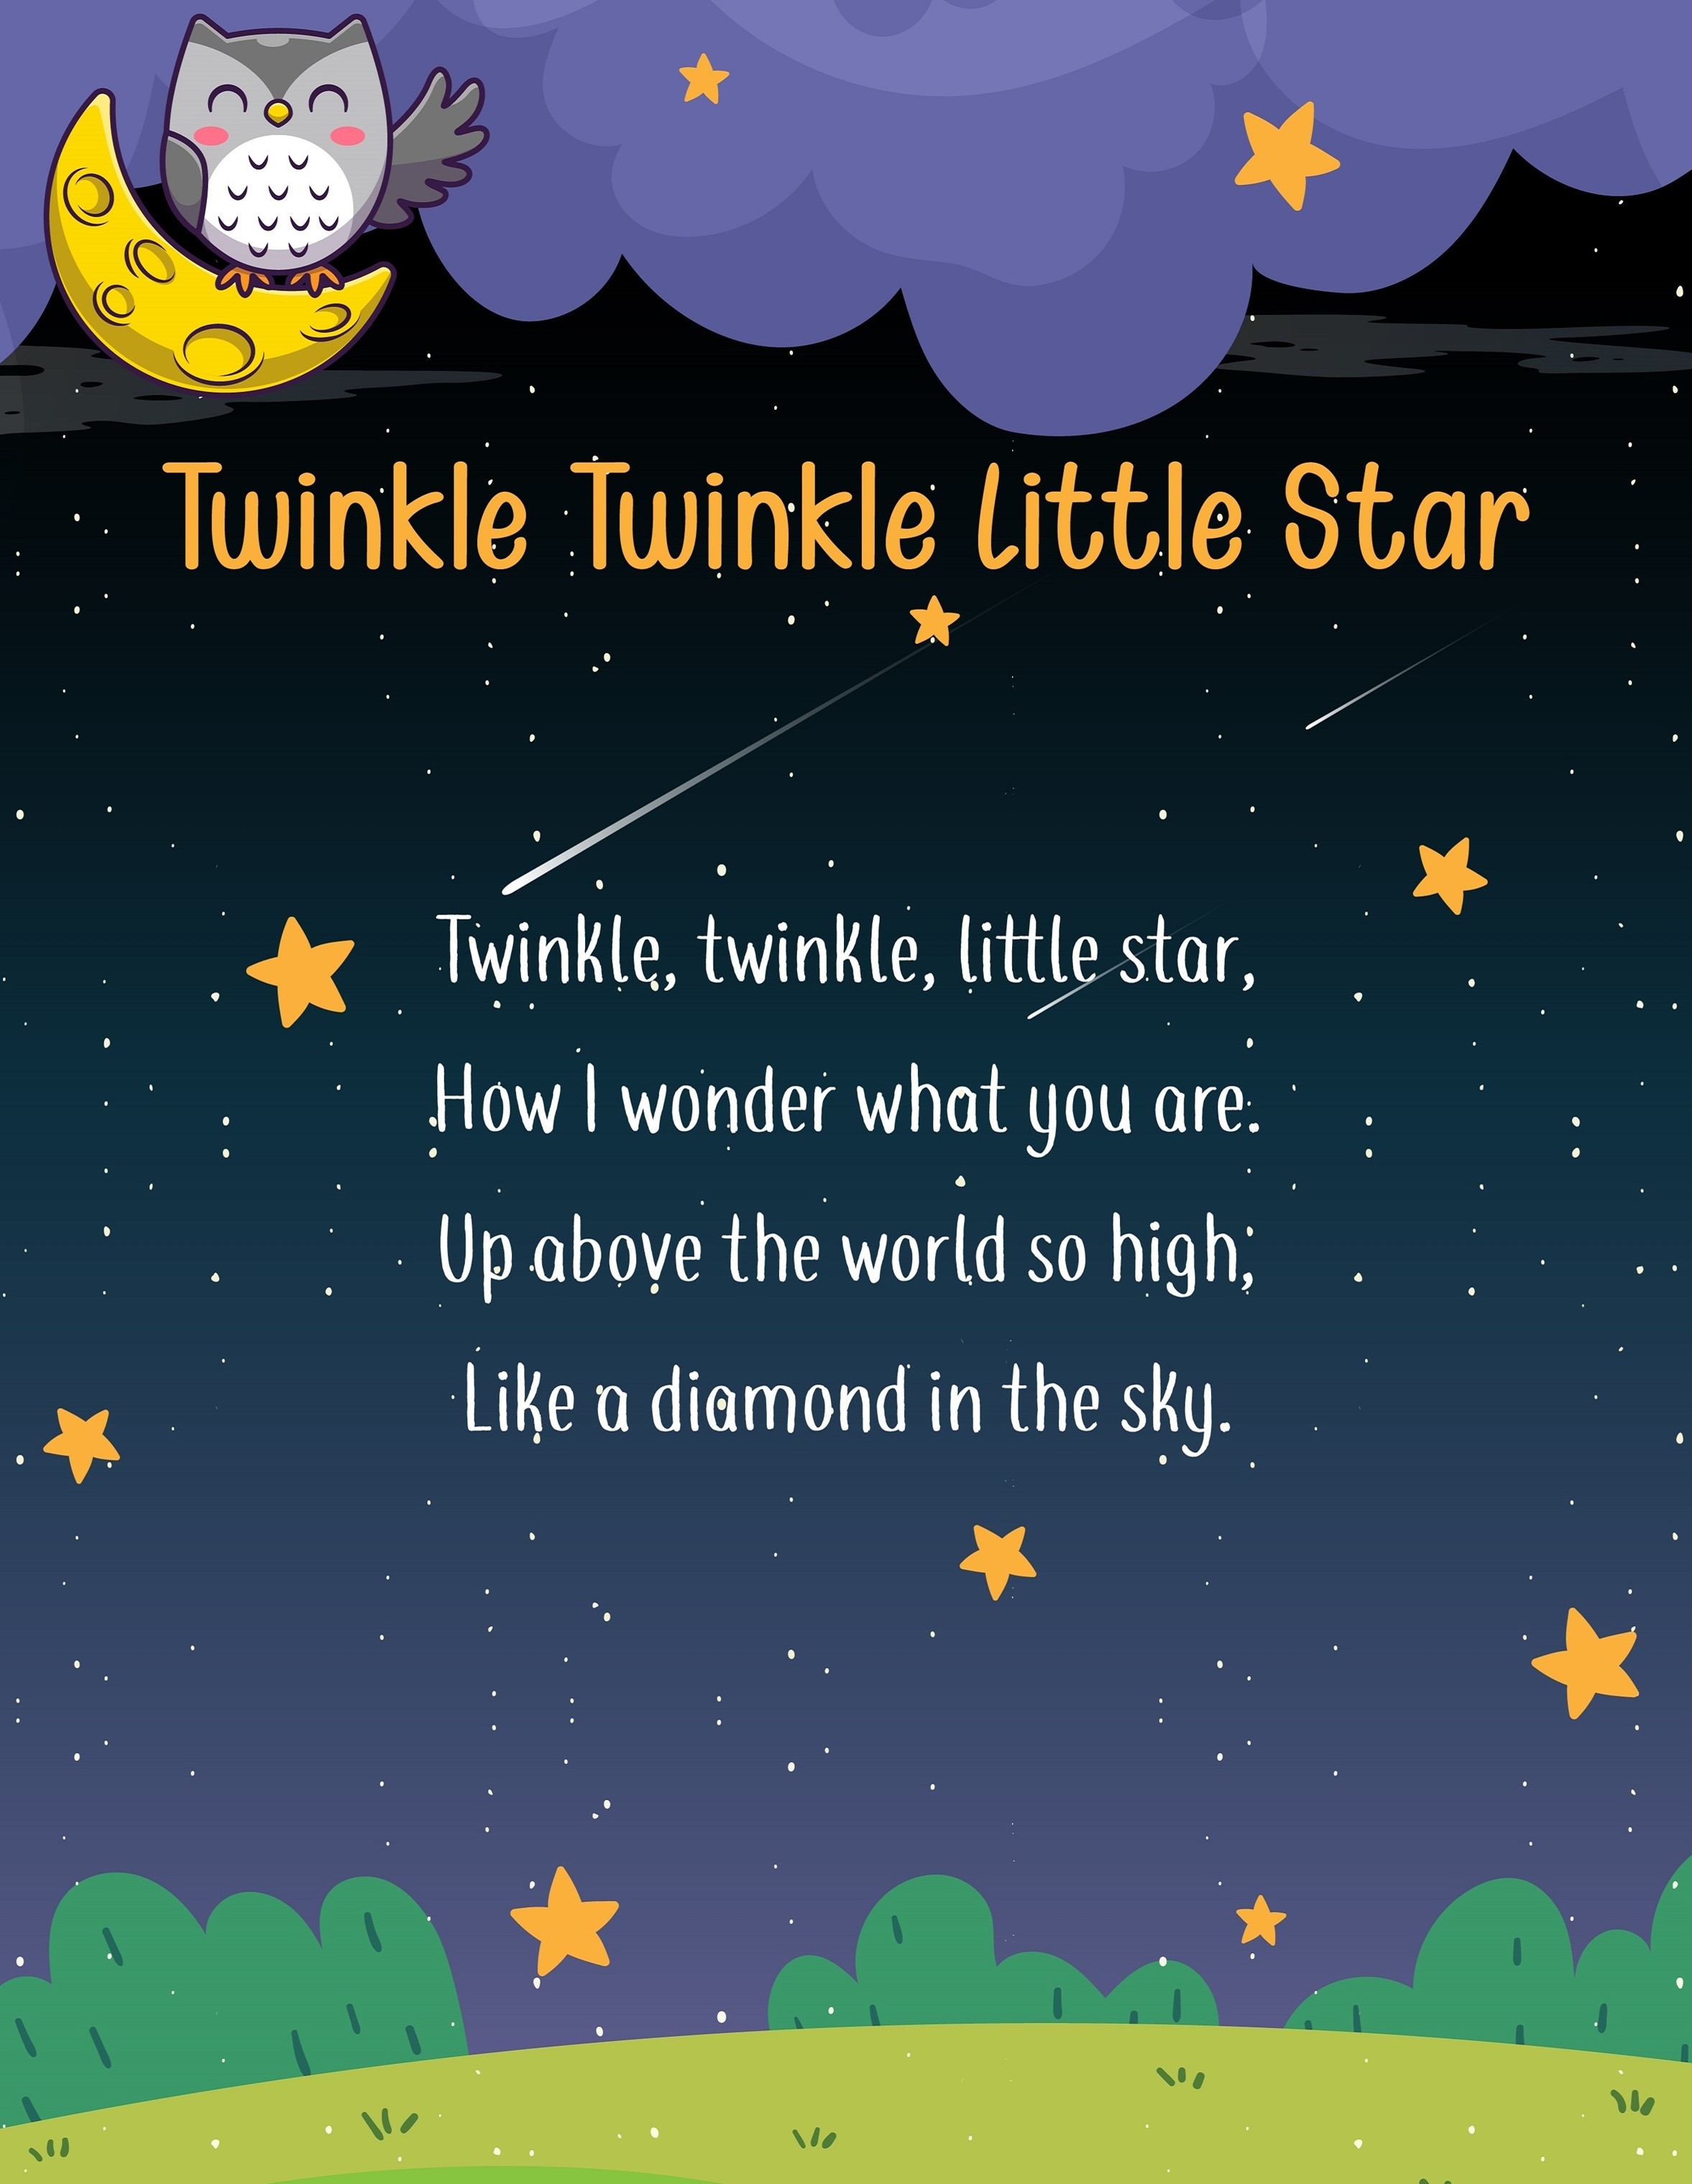 Twinkle Twinkle Little Star
Twinkle, twinkle, little star,
How I wonder what you are.
Up above the world so high,
Like a diamond in the sky.